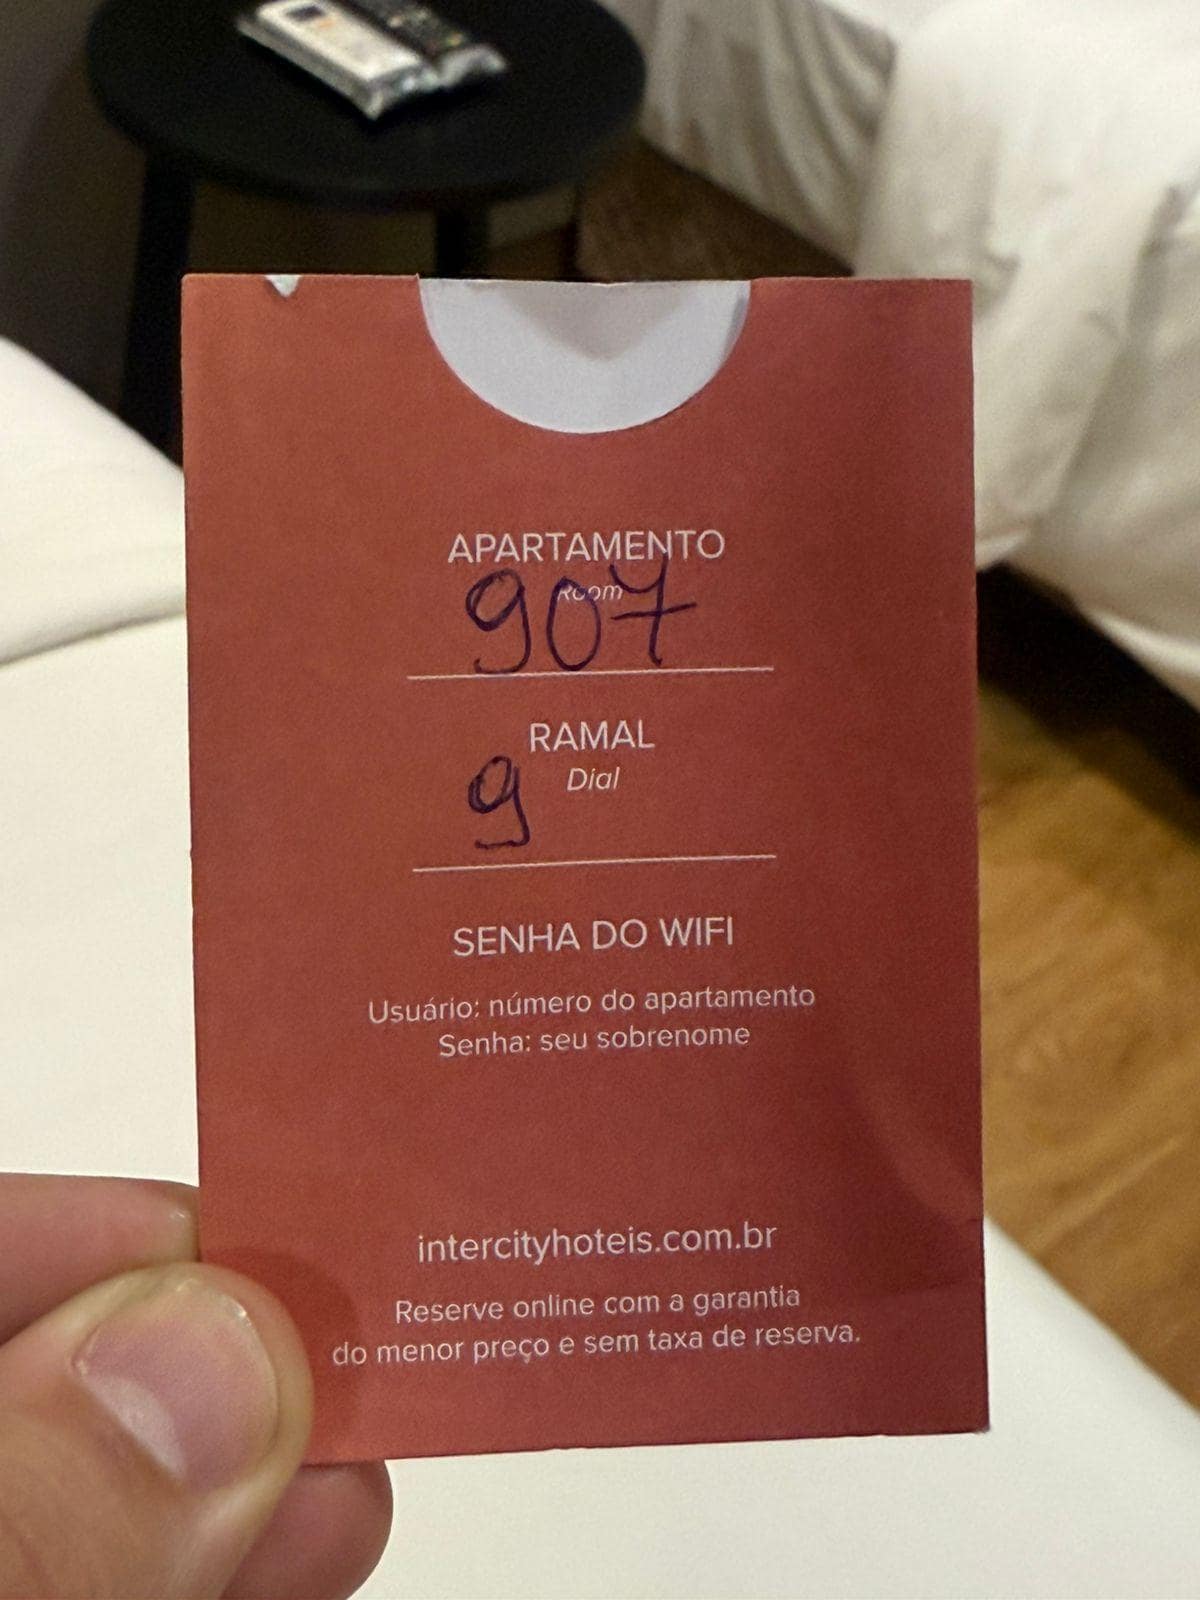 APARTAMENTO
Room
907
RAMAL
Dial
9
SENHA DO WIFI
Usuário: número do apartamento
Senha: seu sobrenome
intercityhoteis.com.br
Reserve online com a garantia
do menor preço e sem taxa de reserva.